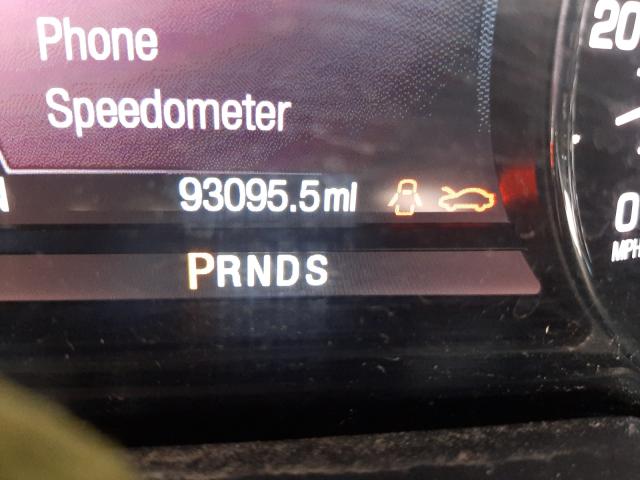 Phone
Speedometer
93095.5mi
PRNDS
20
0
MPH